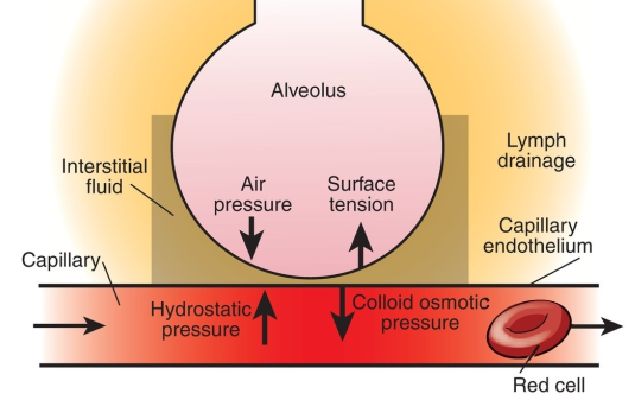 Alveolus
Lymph
drainage
Interstitial
fluid
Air
pressure
Surface
tension
Capillary
endothelium
Capillary
Hydrostatic
pressure
Colloid osmotic
pressure
Red cell